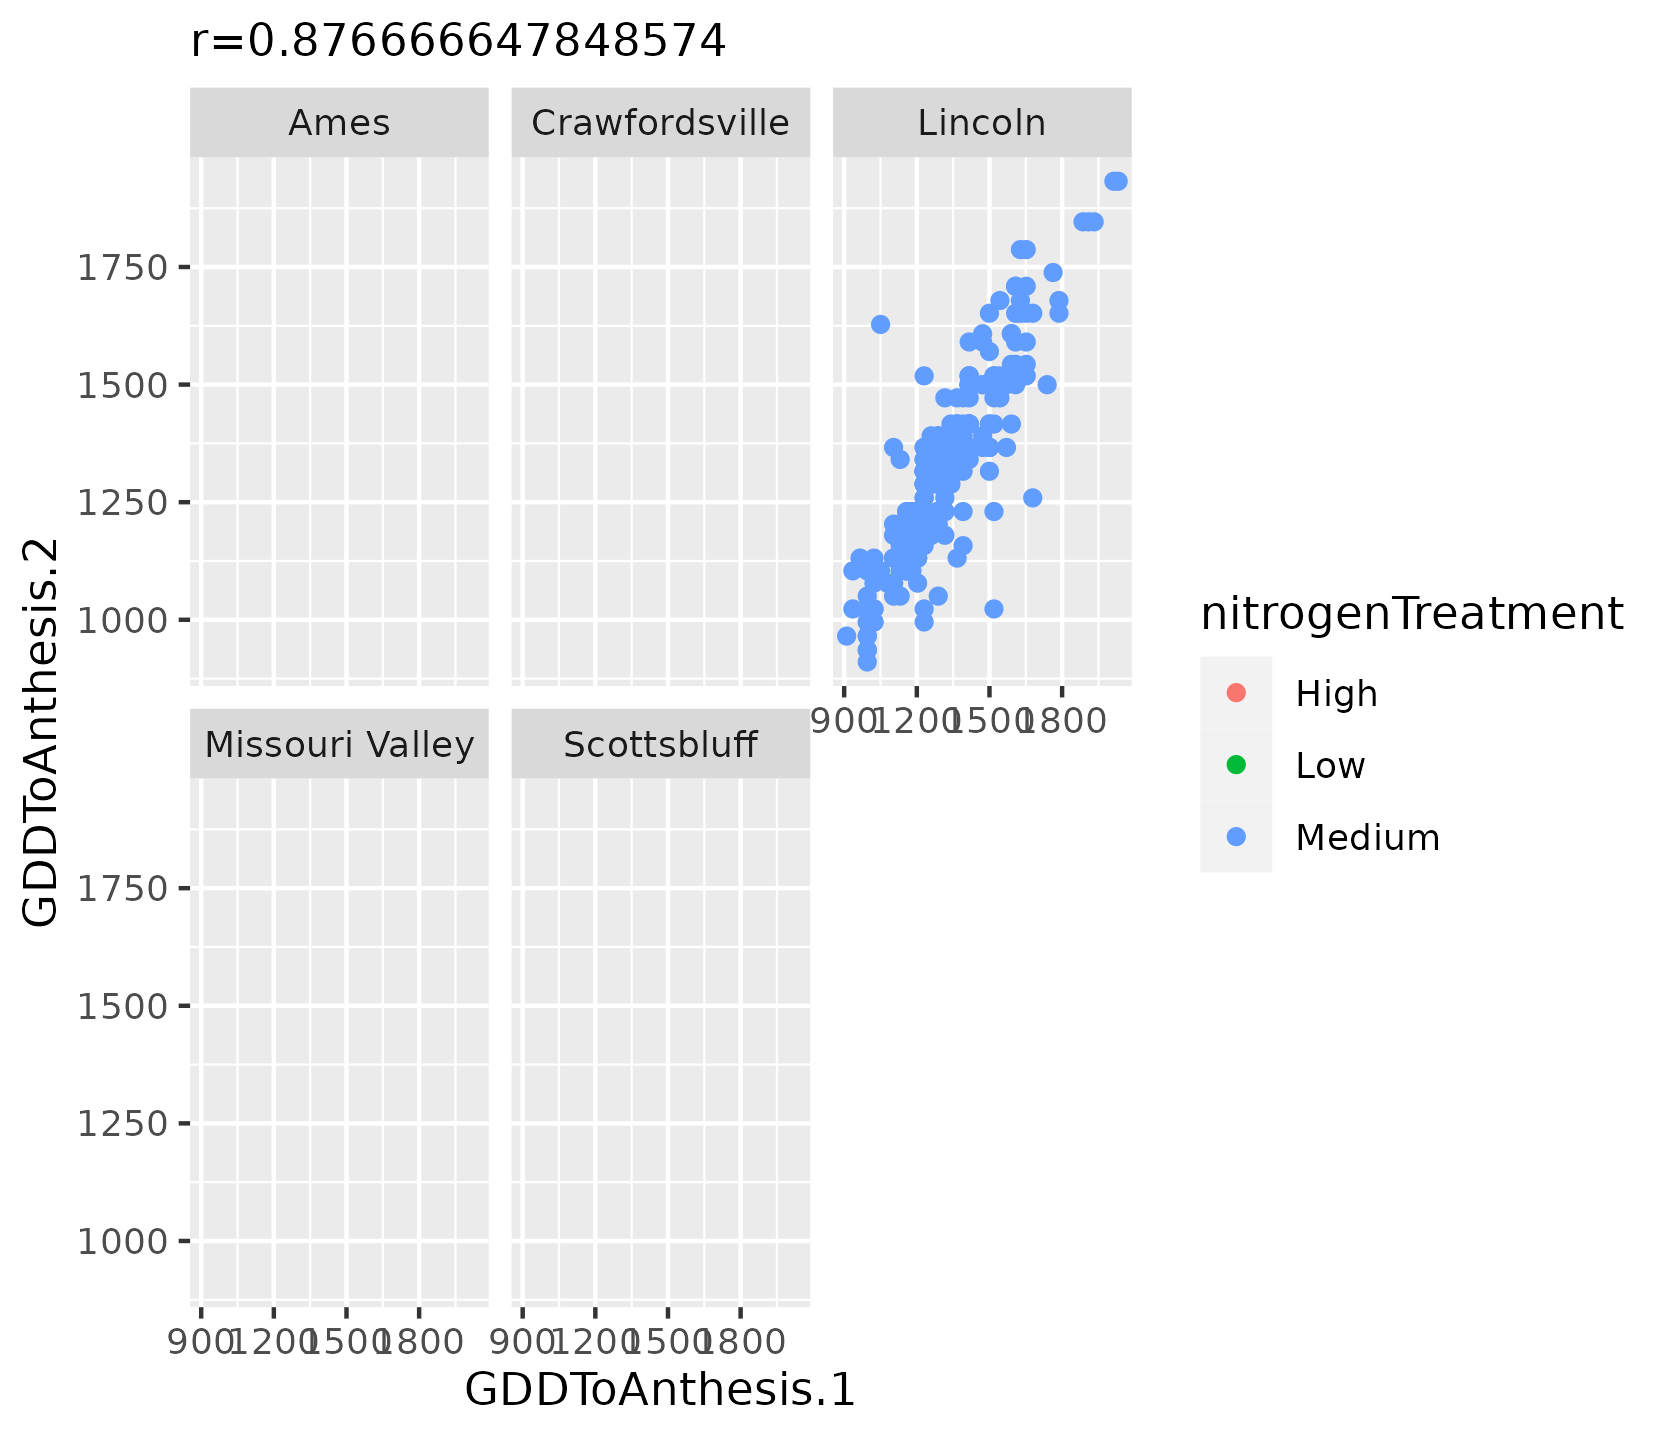 r=0.876666647848574
Ames Crawfordsville Lincoln
1750
1500
1250
1000
900 1200 1500 1800
Missouri Valley Scottsbluff
1750
1500
1250
1000
900 1200 1500 1800 900 1200 1500 1800
GDDToAnthesis.1
GDDToAnthesis.2
nitrogenTreatment
High
Low
Medium